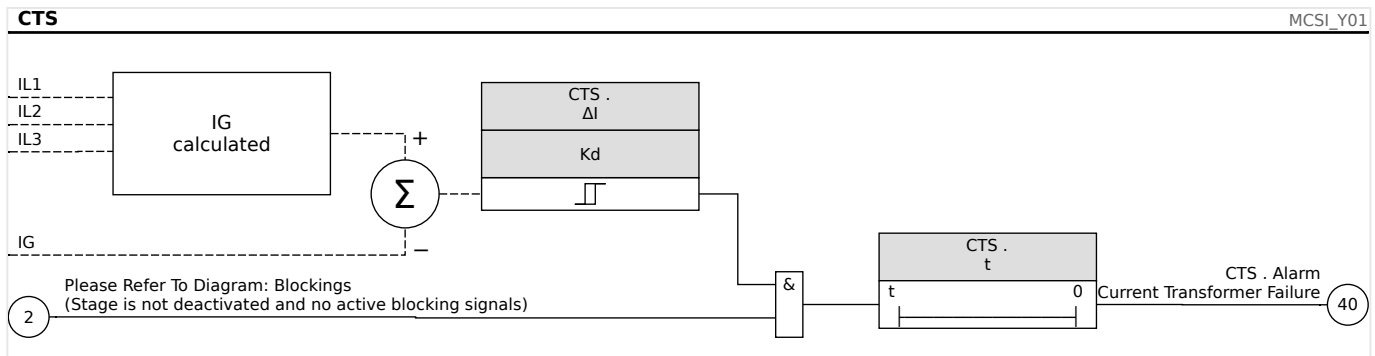 CTS
MCSI_Y01
IL1
IL2
IL3
IG
calculated
+
Σ
−
IG
CTS .
ΔI
Kd
Please Refer To Diagram: Blockings
(Stage is not deactivated and no active blocking signals)
2
&
CTS .
t
t 0
CTS . Alarm
Current Transformer Failure
40